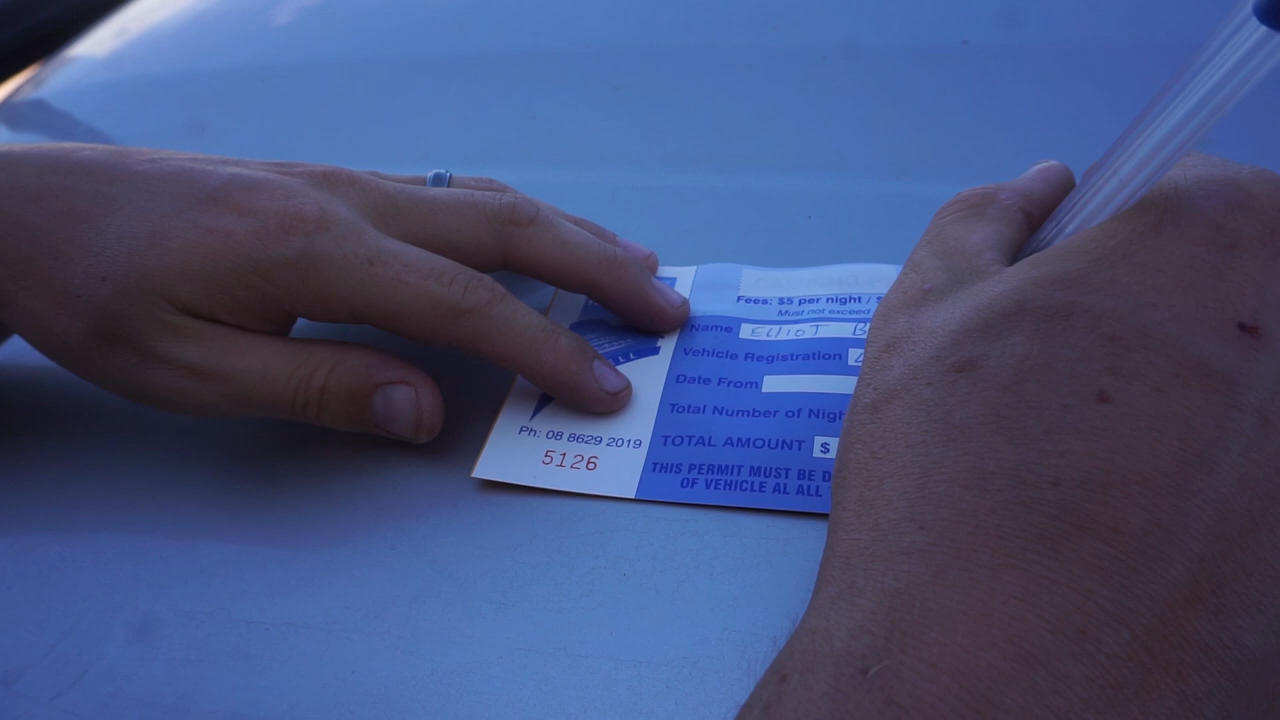 Fees: $5 per night /
Must not exceed
Name ELLIOT B
Vehicle Registration
Date From
Total Number of Nigh
TOTAL AMOUNT $
THIS PERMIT MUST BE D
OF VEHICLE AL ALL
Ph: 08 8629 2019
5126